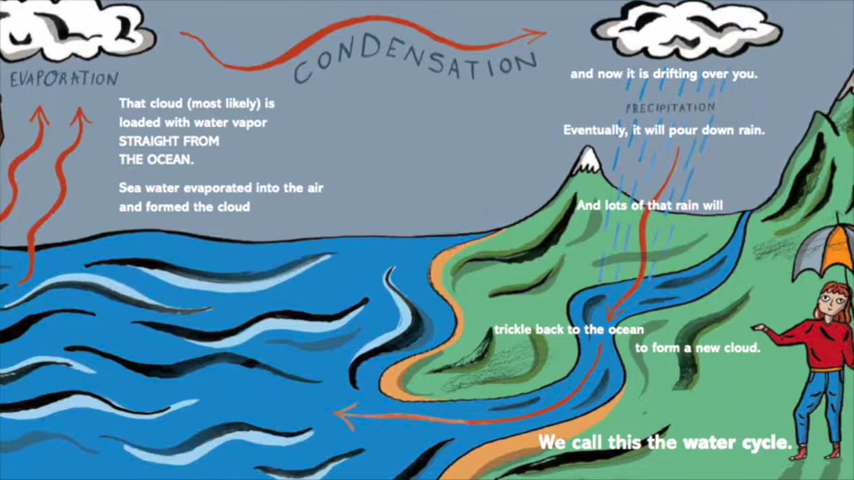 EVAPORATION
CONDENSATION
That cloud (most likely) is
loaded with water vapor
STRAIGHT FROM
THE OCEAN.
Sea water evaporated into the air
and formed the cloud
and now it is drifting over you.
PRECIPITATION
Eventually, it will pour down rain.
And lots of that rain will
trickle back to the ocean
to form a new cloud.
We call this the water cycle.